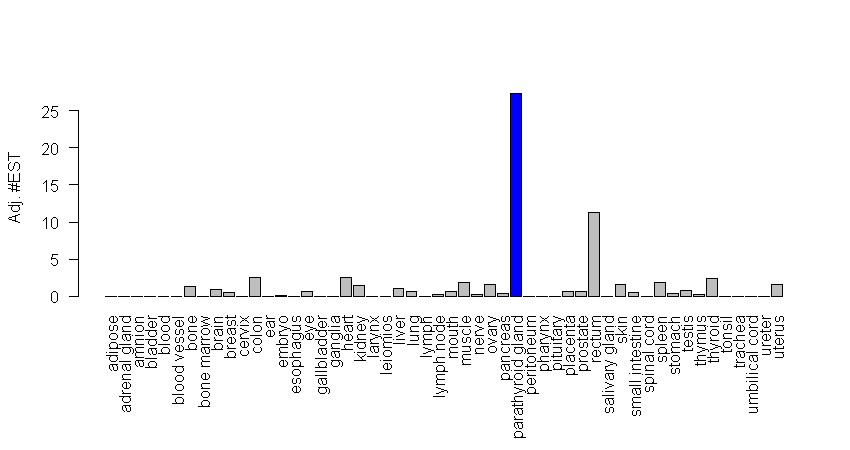 Adj. #EST
25
20
15
10
5
0
adipose
adrenal gland
amnion
bladder
blood
blood vessel
bone
bone marrow
brain
breast
cervix
colon
ear
embryo
esophagus
eye
gallbladder
ganglia
heart
kidney
larynx
leiomios
liver
lung
lymph
lymph node
mouth
muscle
nerve
ovary
pancreas
parathyroid gland
peritoneum
pharynx
pituitary
placenta
prostate
rectum
salivary gland
skin
small intestine
spinal cord
spleen
stomach
testis
thymus
thyroid
tonsil
trachea
umbilical cord
ureter
uterus